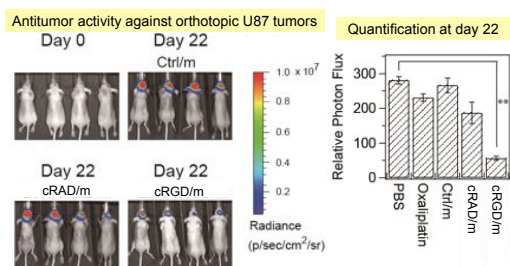 Antitumor activity against orthotopic U87 tumors
Day 0
Day 22
Ctrl/m
Day 22
cRAD/m
Day 22
cRGD/m
1.0 x 10⁷
0.8
0.6
0.4
0.2
Radiance
(p/sec/cm²/sr)
Quantification at day 22
Relative Photon Flux
300
200
100
0
**
PBS
Oxaliplatin
Ctrl/m
cRAD/m
cRGD/m